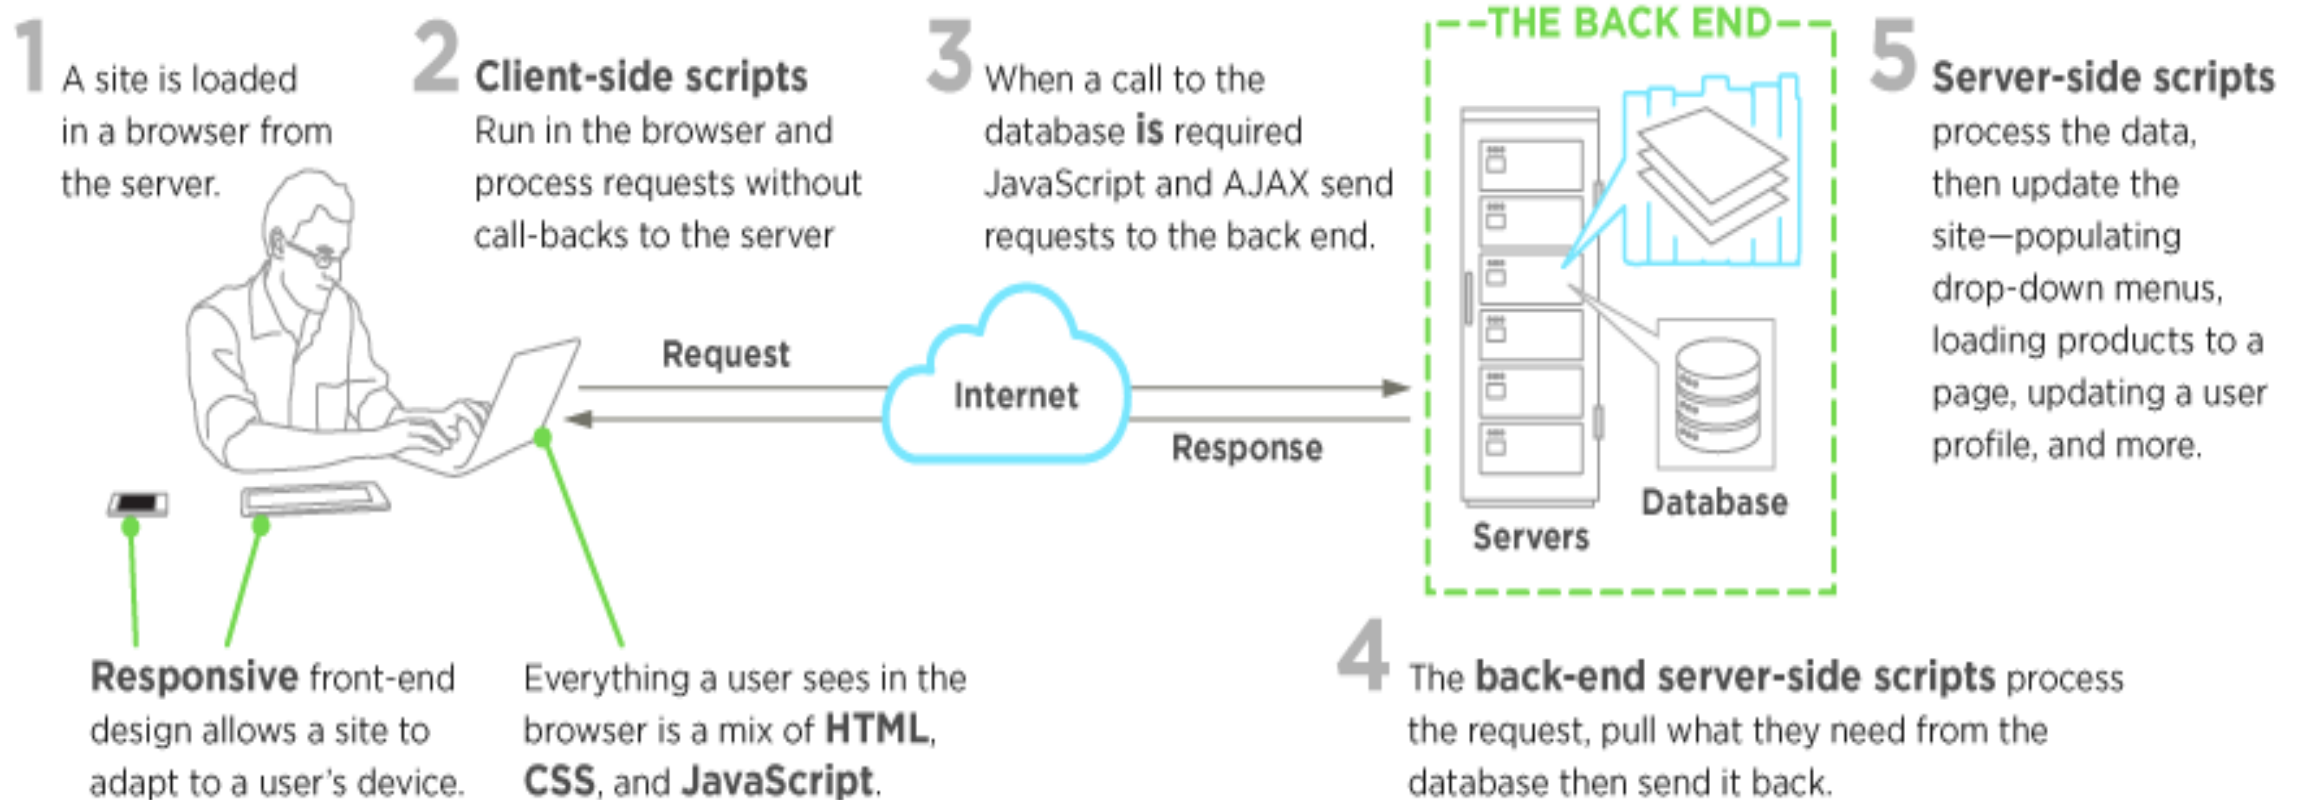 1
A site is loaded
in a browser from
the server.
2
Client-side scripts
Run in the browser and
process requests without
call-backs to the server
3
When a call to the
database is required
JavaScript and AJAX send
requests to the back end.
THE BACK END
Servers
Database
5
Server-side scripts
process the data,
then update the
site—populating
drop-down menus,
loading products to a
page, updating a user
profile, and more.
Request
Internet
Response
Responsive front-end
design allows a site to
adapt to a user's device.
Everything a user sees in the
browser is a mix of HTML,
CSS, and JavaScript.
4
The back-end server-side scripts process
the request, pull what they need from the
database then send it back.